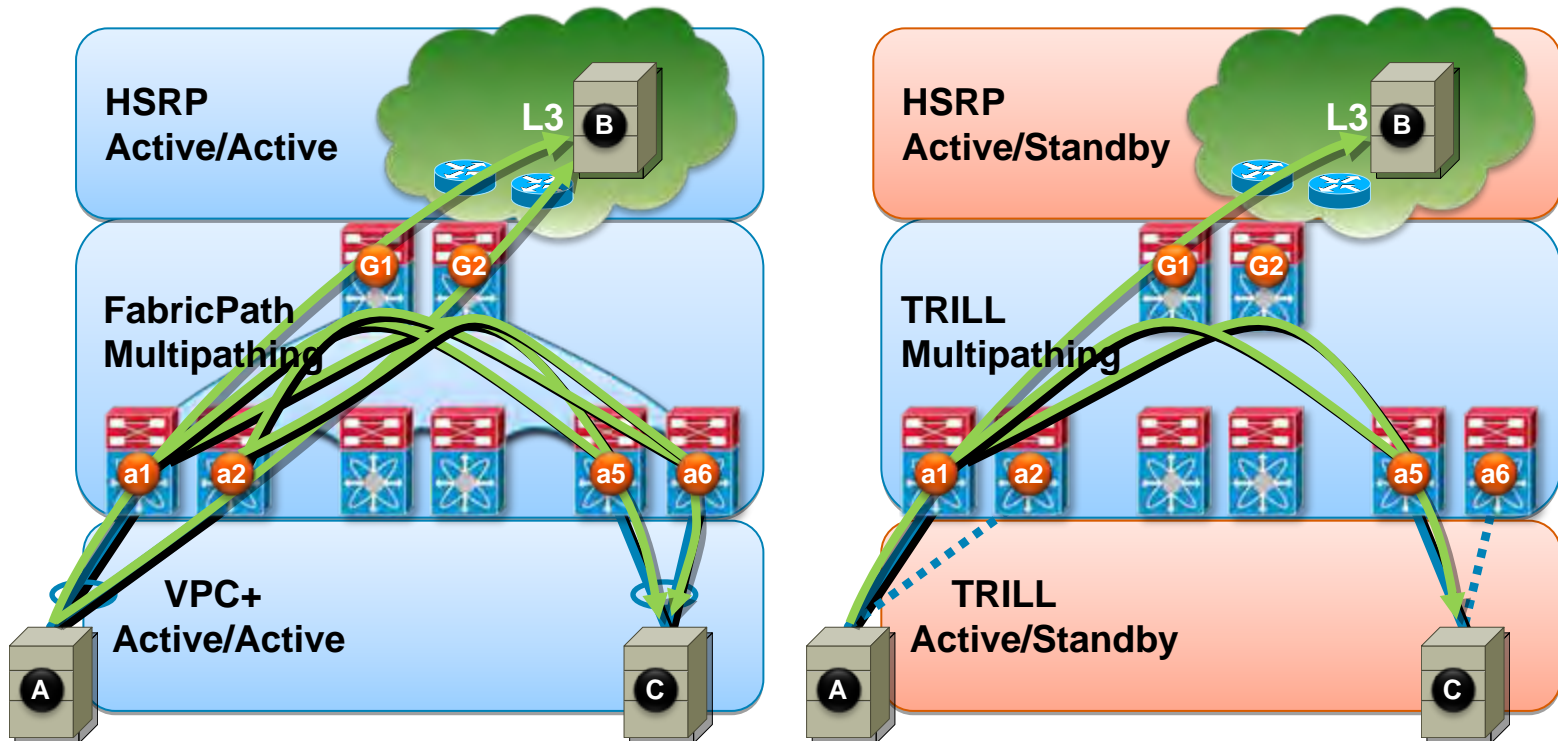 HSRP
Active/Active
L3
B
G1
G2
FabricPath
Multipathing
a1
a2
a5
a6
VPC+
Active/Active
A
C
HSRP
Active/Standby
L3
B
G1
G2
TRILL
Multipathing
a1
a2
a5
a6
TRILL
Active/Standby
A
C